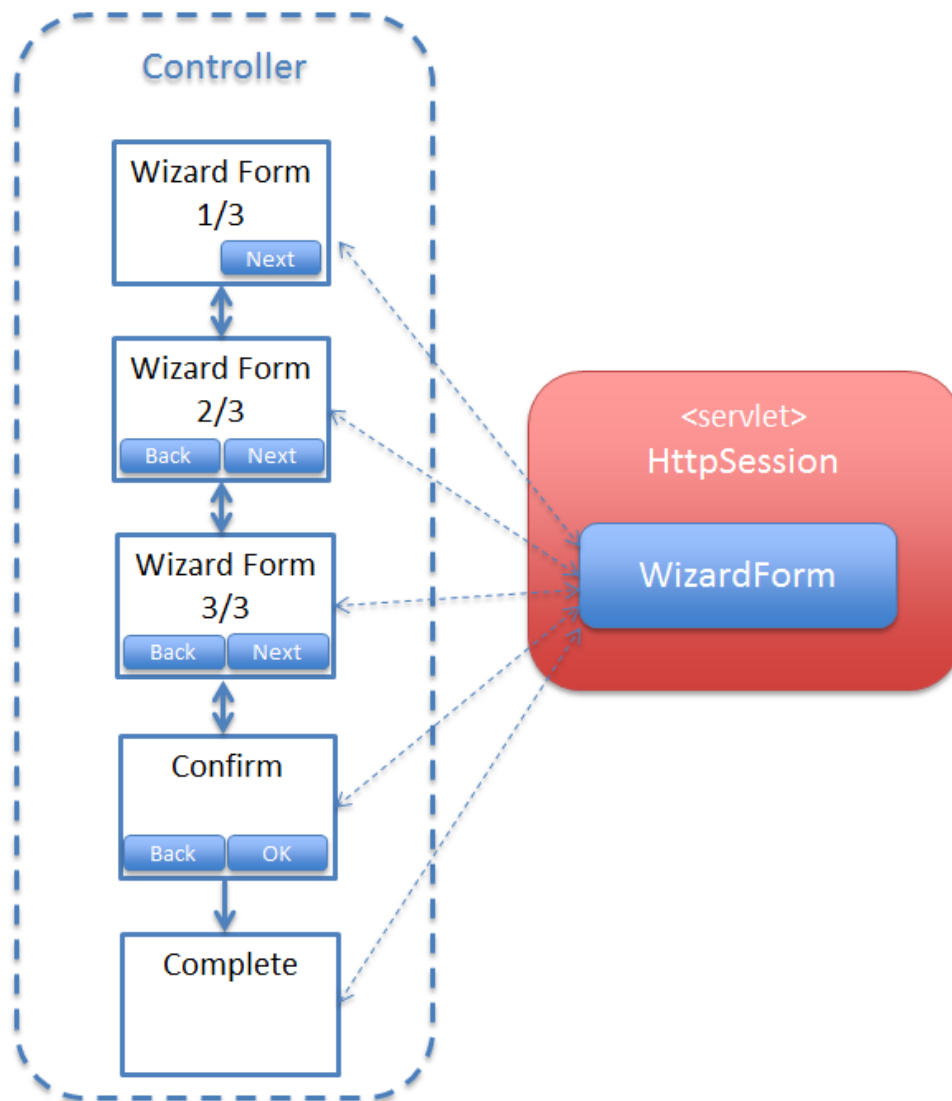 Controller
Wizard Form
1/3
Next
Wizard Form
2/3
Back Next
Wizard Form
3/3
Back Next
Confirm
Back OK
Complete
<servlet>
HttpSession
WizardForm